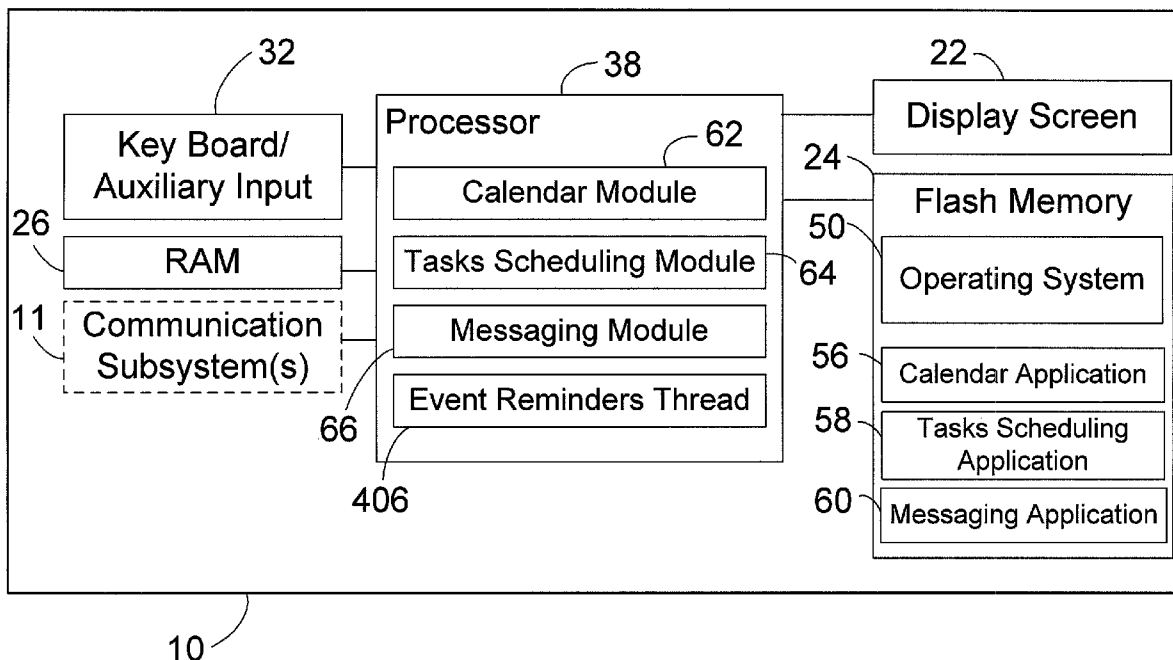 32
38
22
Key Board/
Auxiliary Input
Processor
62
Calendar Module
Display Screen
24
Flash Memory
26
RAM
Tasks Scheduling Module
64
50
Operating System
11
Communication
Subsystem(s)
Messaging Module
66
Event Reminders Thread
406
56
Calendar Application
58
Tasks Scheduling
Application
60
Messaging Application
10